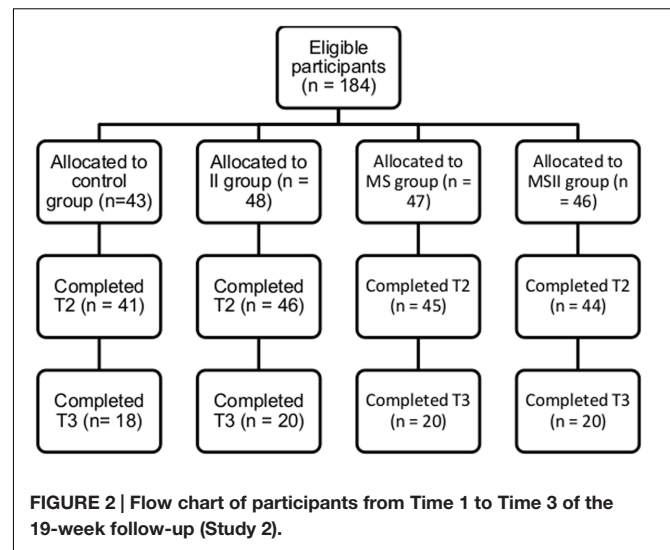 Eligible
participants
(n = 184)
Allocated to
control
group (n=43)
Allocated to
II group (n =
48)
Allocated to
MS group (n =
47)
Allocated to
MSII group (n
= 46)
Completed
T2 (n = 41)
Completed
T2 (n = 46)
Completed T2
(n = 45)
Completed T2
(n = 44)
Completed
T3 (n= 18)
Completed
T3 (n = 20)
Completed T3
(n = 20)
Completed T3
(n = 20)
FIGURE 2 | Flow chart of participants from Time 1 to Time 3 of the
19-week follow-up (Study 2).